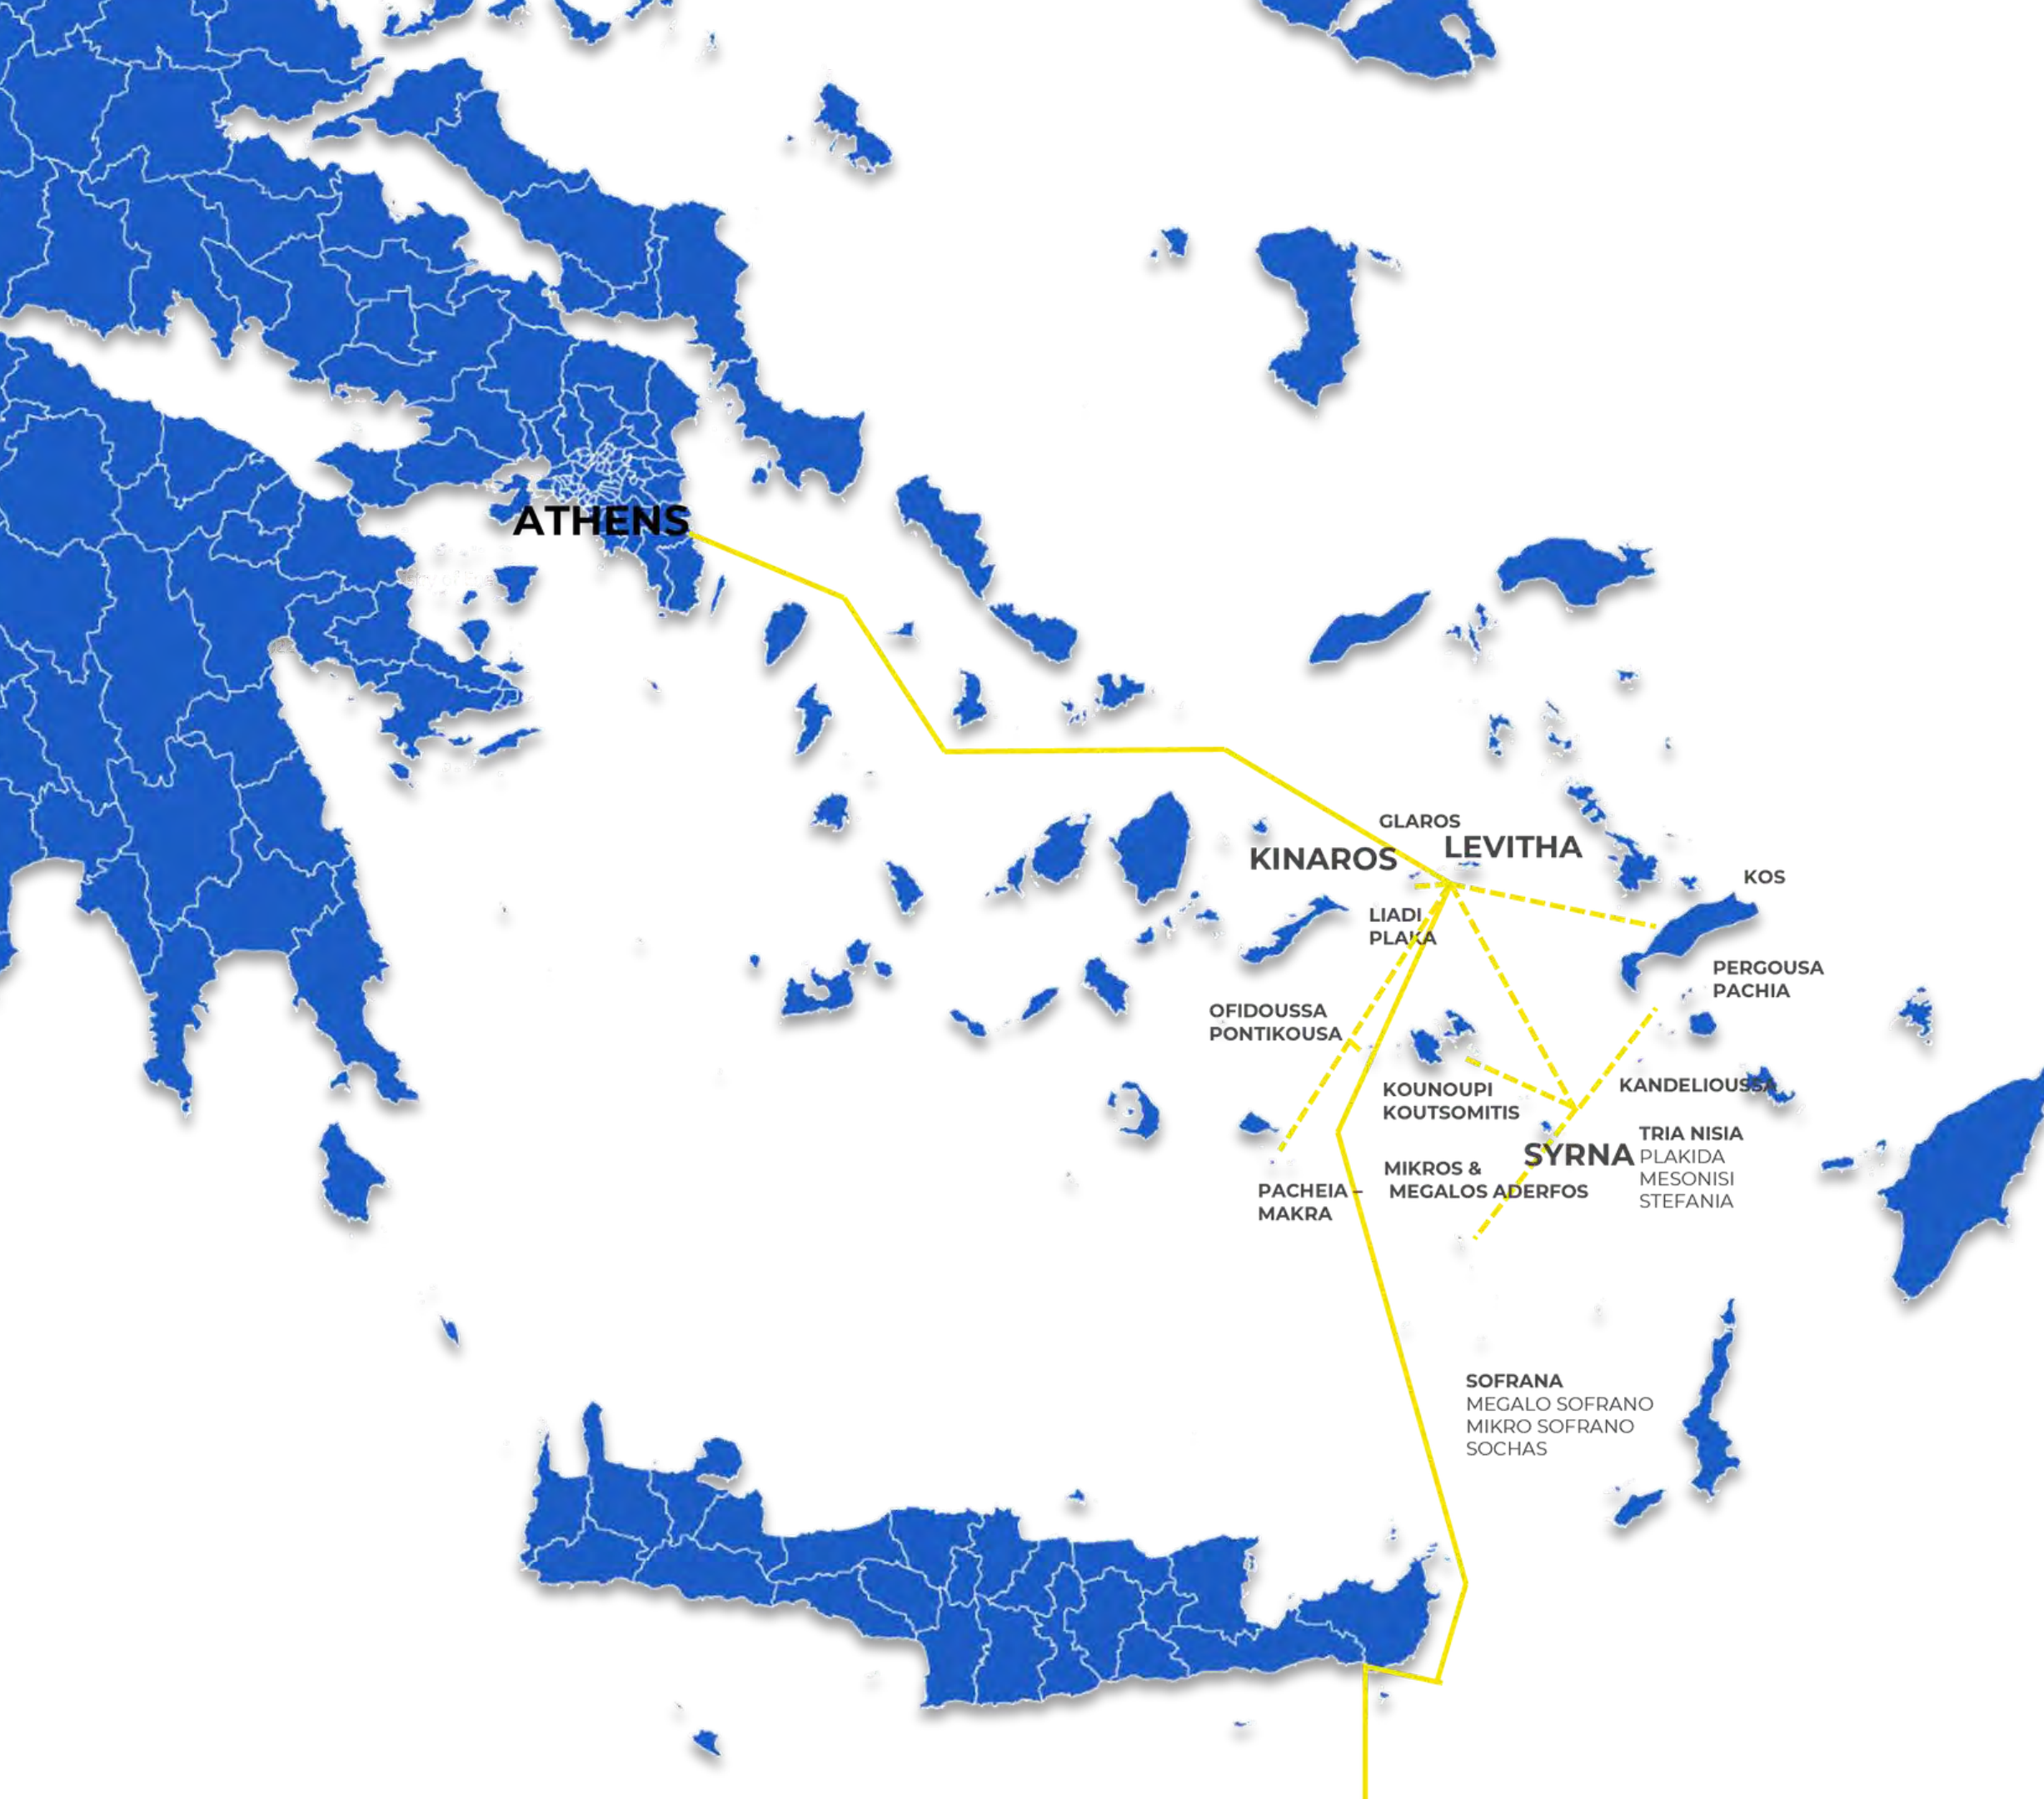 ATHENS
GLAROS
LEVITHA
KINAROS
KOS
LIADI
PLAKA
PERGOUSA
PACHIA
OFIDOUSSA
PONTIKOUSA
KANDELIOUSSA
KOUNOUPI
KOUTSOMITIS
TRIA NISIA
PLAKIDA
MESONISI
STEFANIA
SYRNA
MIKROS &
MEGALOS ADERFOS
PACHEIA –
MAKRA
SOFRANA
MEGALO SOFRANO
MIKRO SOFRANO
SOCHAS